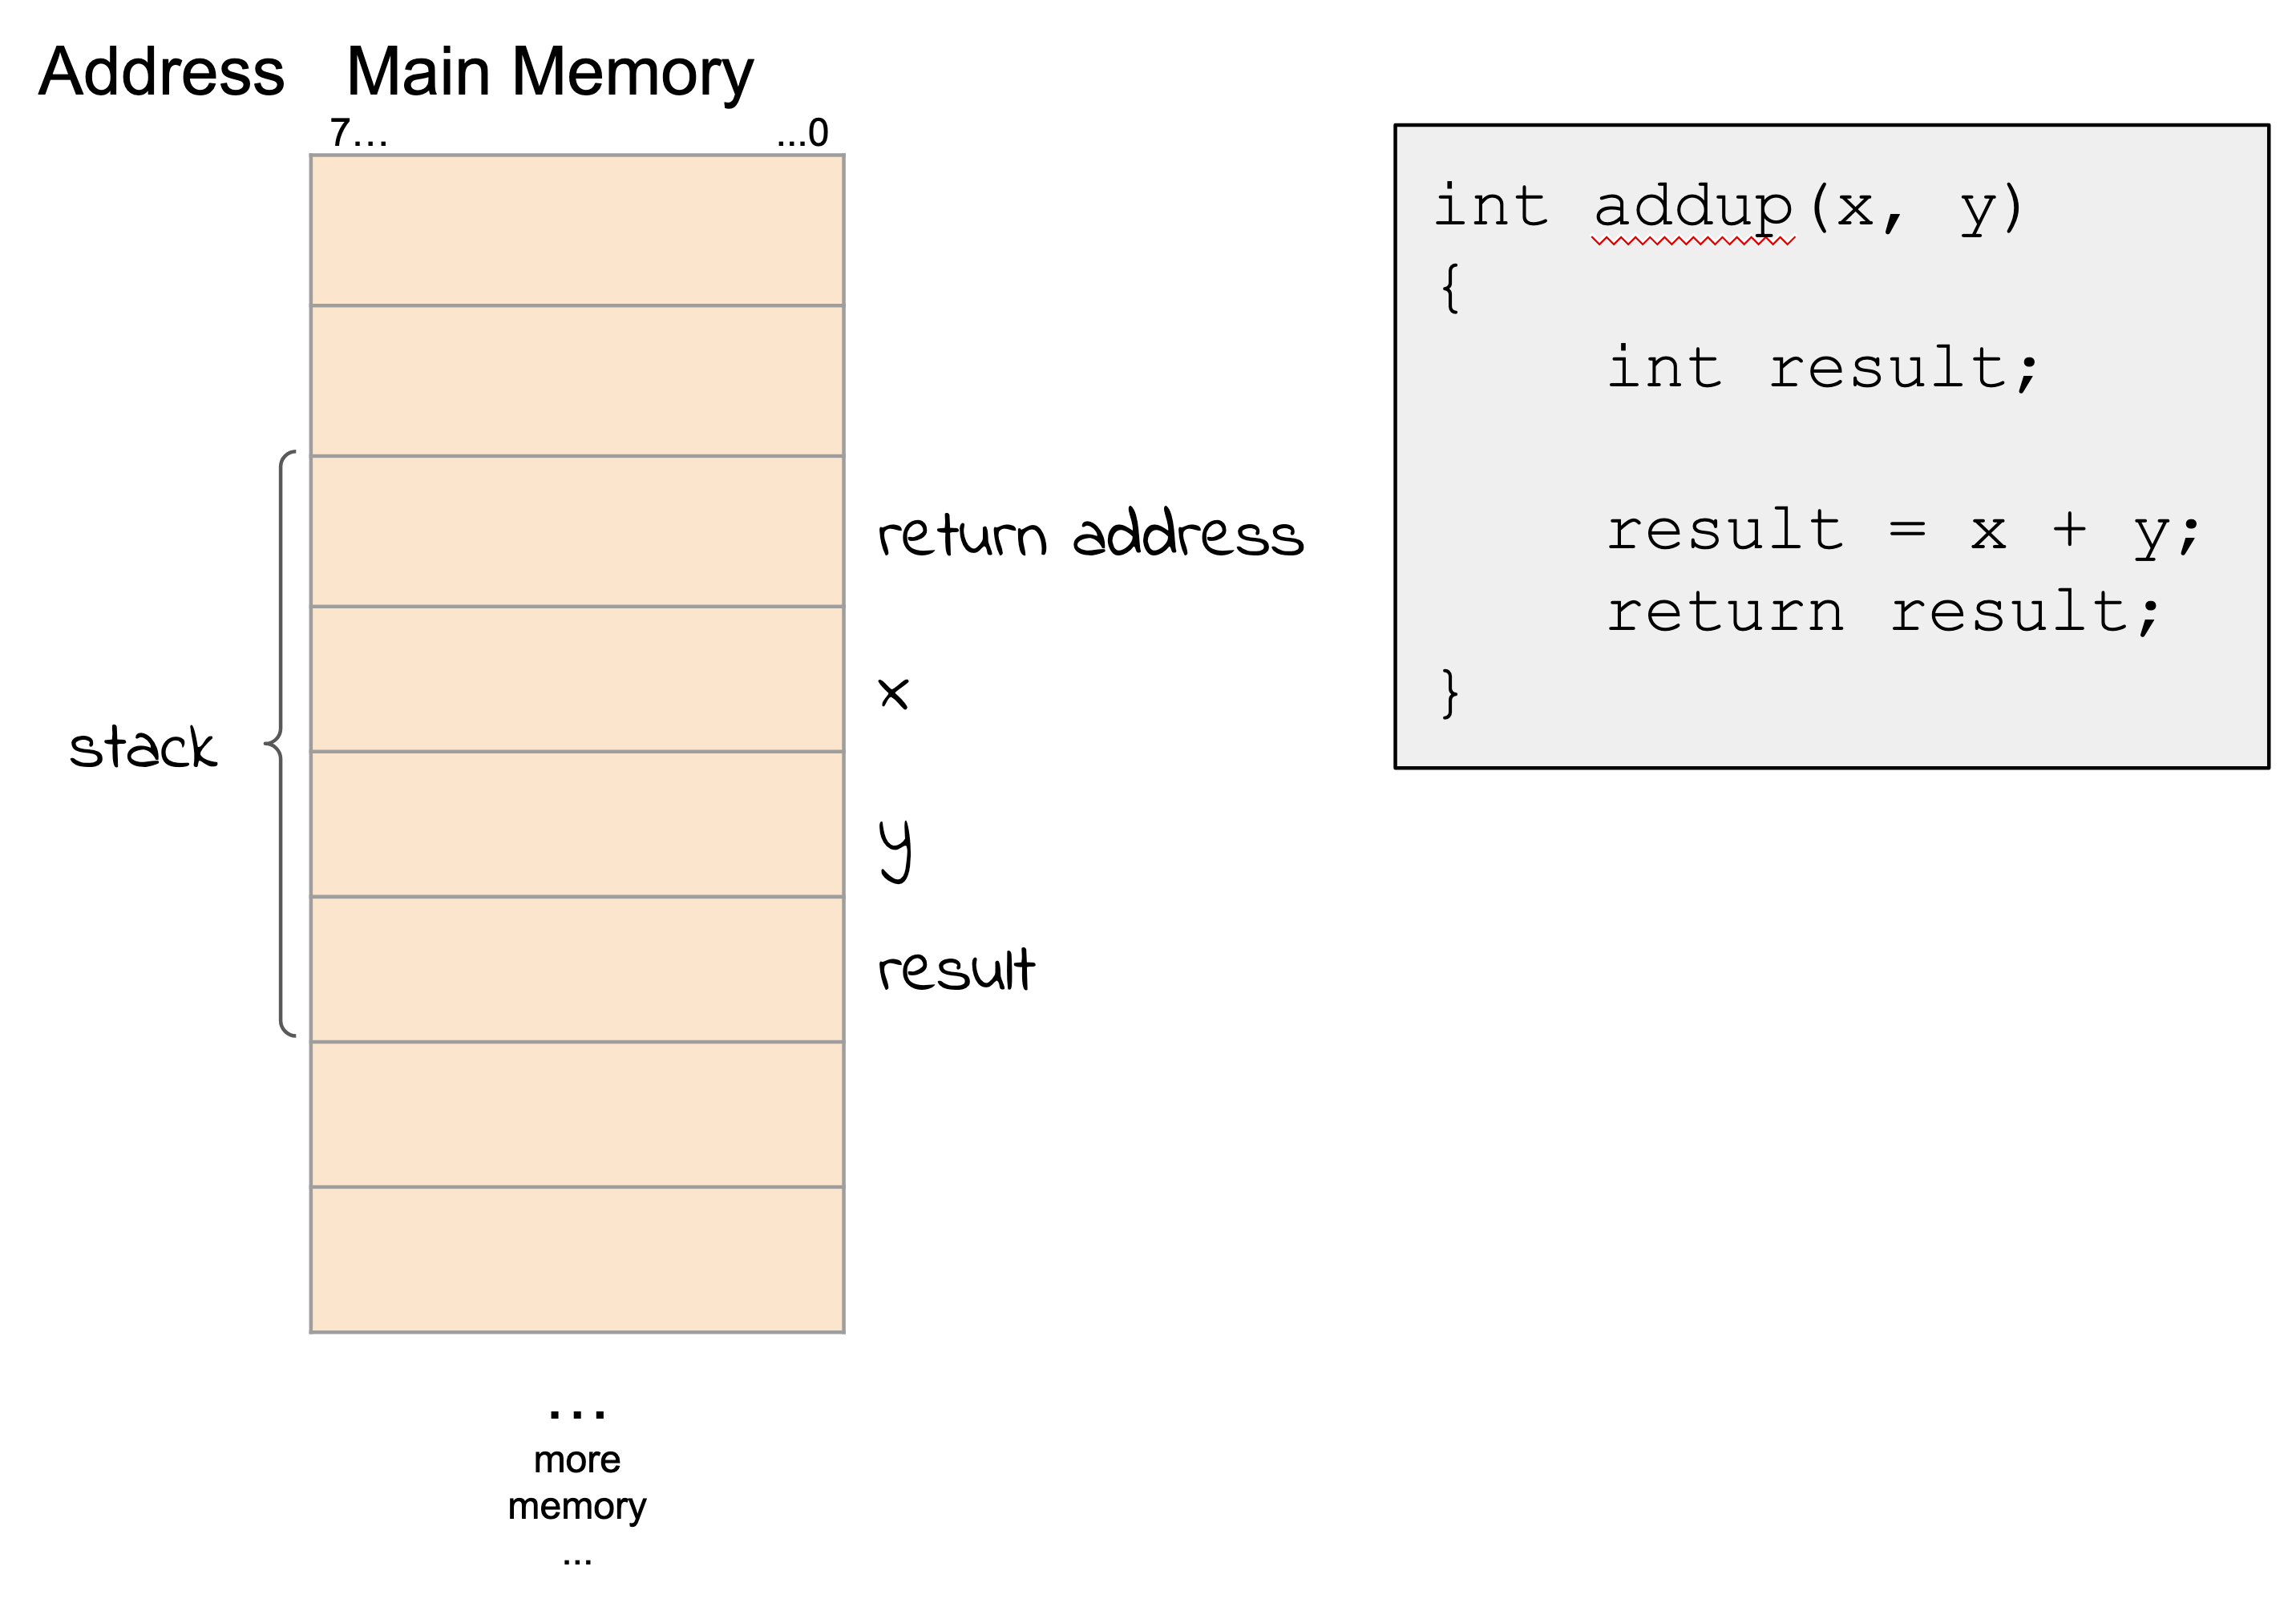 Address Main Memory
7... ...0
return address
x
stack
y
result
...
more
memory
...
int addup(x, y)
{
int result;
result = x + y;
return result;
}